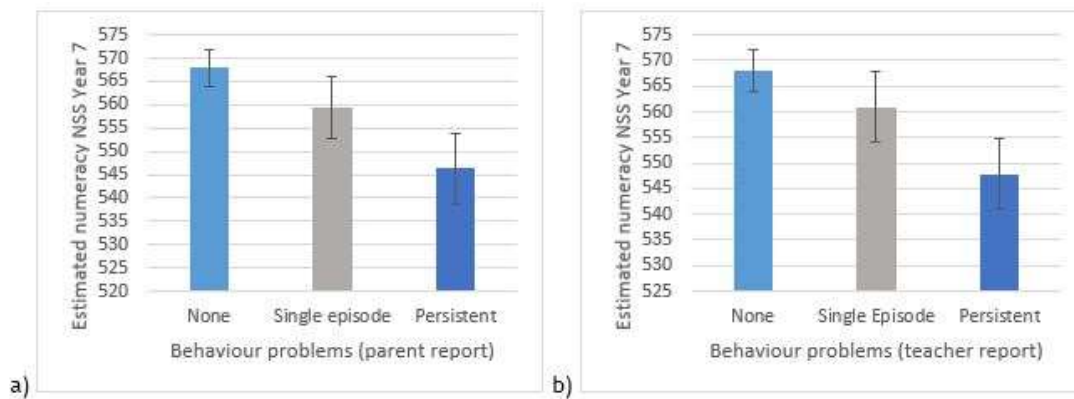 Estimated numeracy NSS Year 7
575
570
565
560
555
550
545
540
535
530
525
520
None Single episode Persistent
Behaviour problems (parent report)
a)
Estimated numeracy NSS Year 7
575
570
565
560
555
550
545
540
535
530
525
None Single Episode Persistent
Behaviour problems (teacher report)
b)